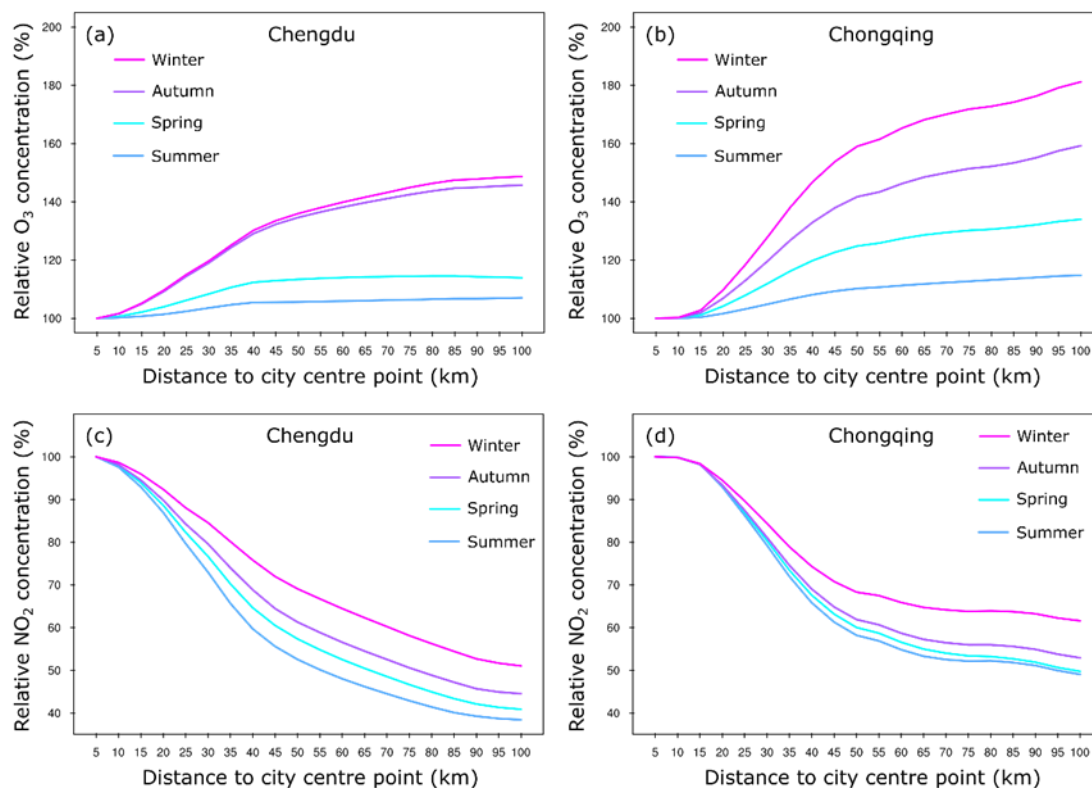 (a) Chengdu
Relative O3 concentration (%)
200
180
160
140
120
100
Winter
Autumn
Spring
Summer
5 10 15 20 25 30 35 40 45 50 55 60 65 70 75 80 85 90 95 100
Distance to city centre point (km)
(b) Chongqing
Relative O3 concentration (%)
200
180
160
140
120
100
Winter
Autumn
Spring
Summer
5 10 15 20 25 30 35 40 45 50 55 60 65 70 75 80 85 90 95 100
Distance to city centre point (km)
(c) Chengdu
Relative NO2 concentration (%)
100
90
80
70
60
50
40
Winter
Autumn
Spring
Summer
5 10 15 20 25 30 35 40 45 50 55 60 65 70 75 80 85 90 95 100
Distance to city centre point (km)
(d) Chongqing
Relative NO2 concentration (%)
100
90
80
70
60
50
40
Winter
Autumn
Spring
Summer
5 10 15 20 25 30 35 40 45 50 55 60 65 70 75 80 85 90 95 100
Distance to city centre point (km)